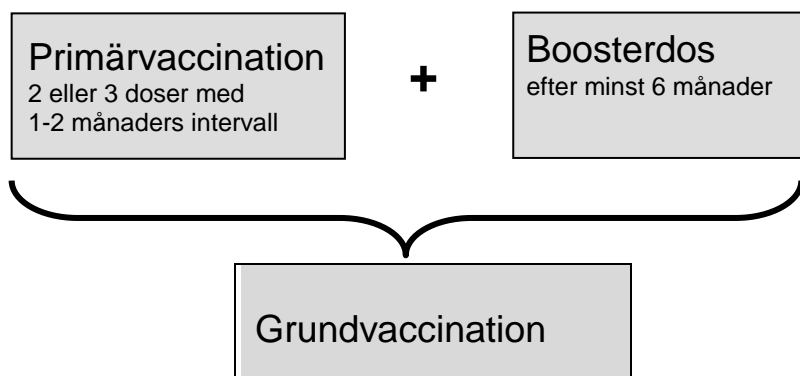 Primärvaccination
2 eller 3 doser med
1-2 månaders intervall
+
Boosterdos
efter minst 6 månader
Grundvaccination